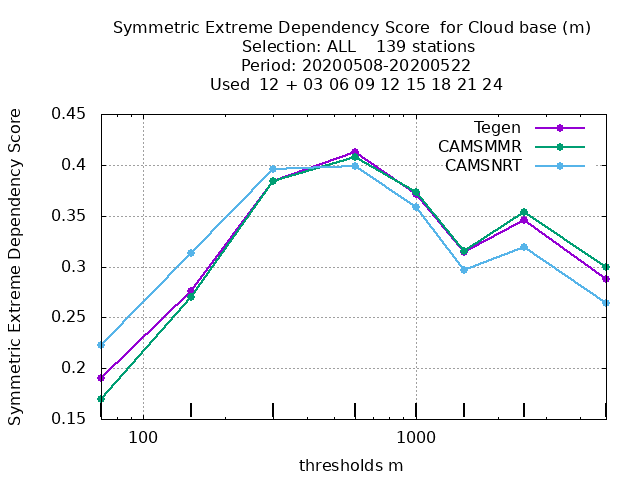 Symmetric Extreme Dependency Score for Cloud base (m)
Selection: ALL 139 stations
Period: 20200508-20200522
Used 12 + 03 06 09 12 15 18 21 24
Symmetric Extreme Dependency Score
0.45
0.4
0.35
0.3
0.25
0.2
0.15
Tegen
CAMSMMR
CAMSNRT
100
1000
thresholds m